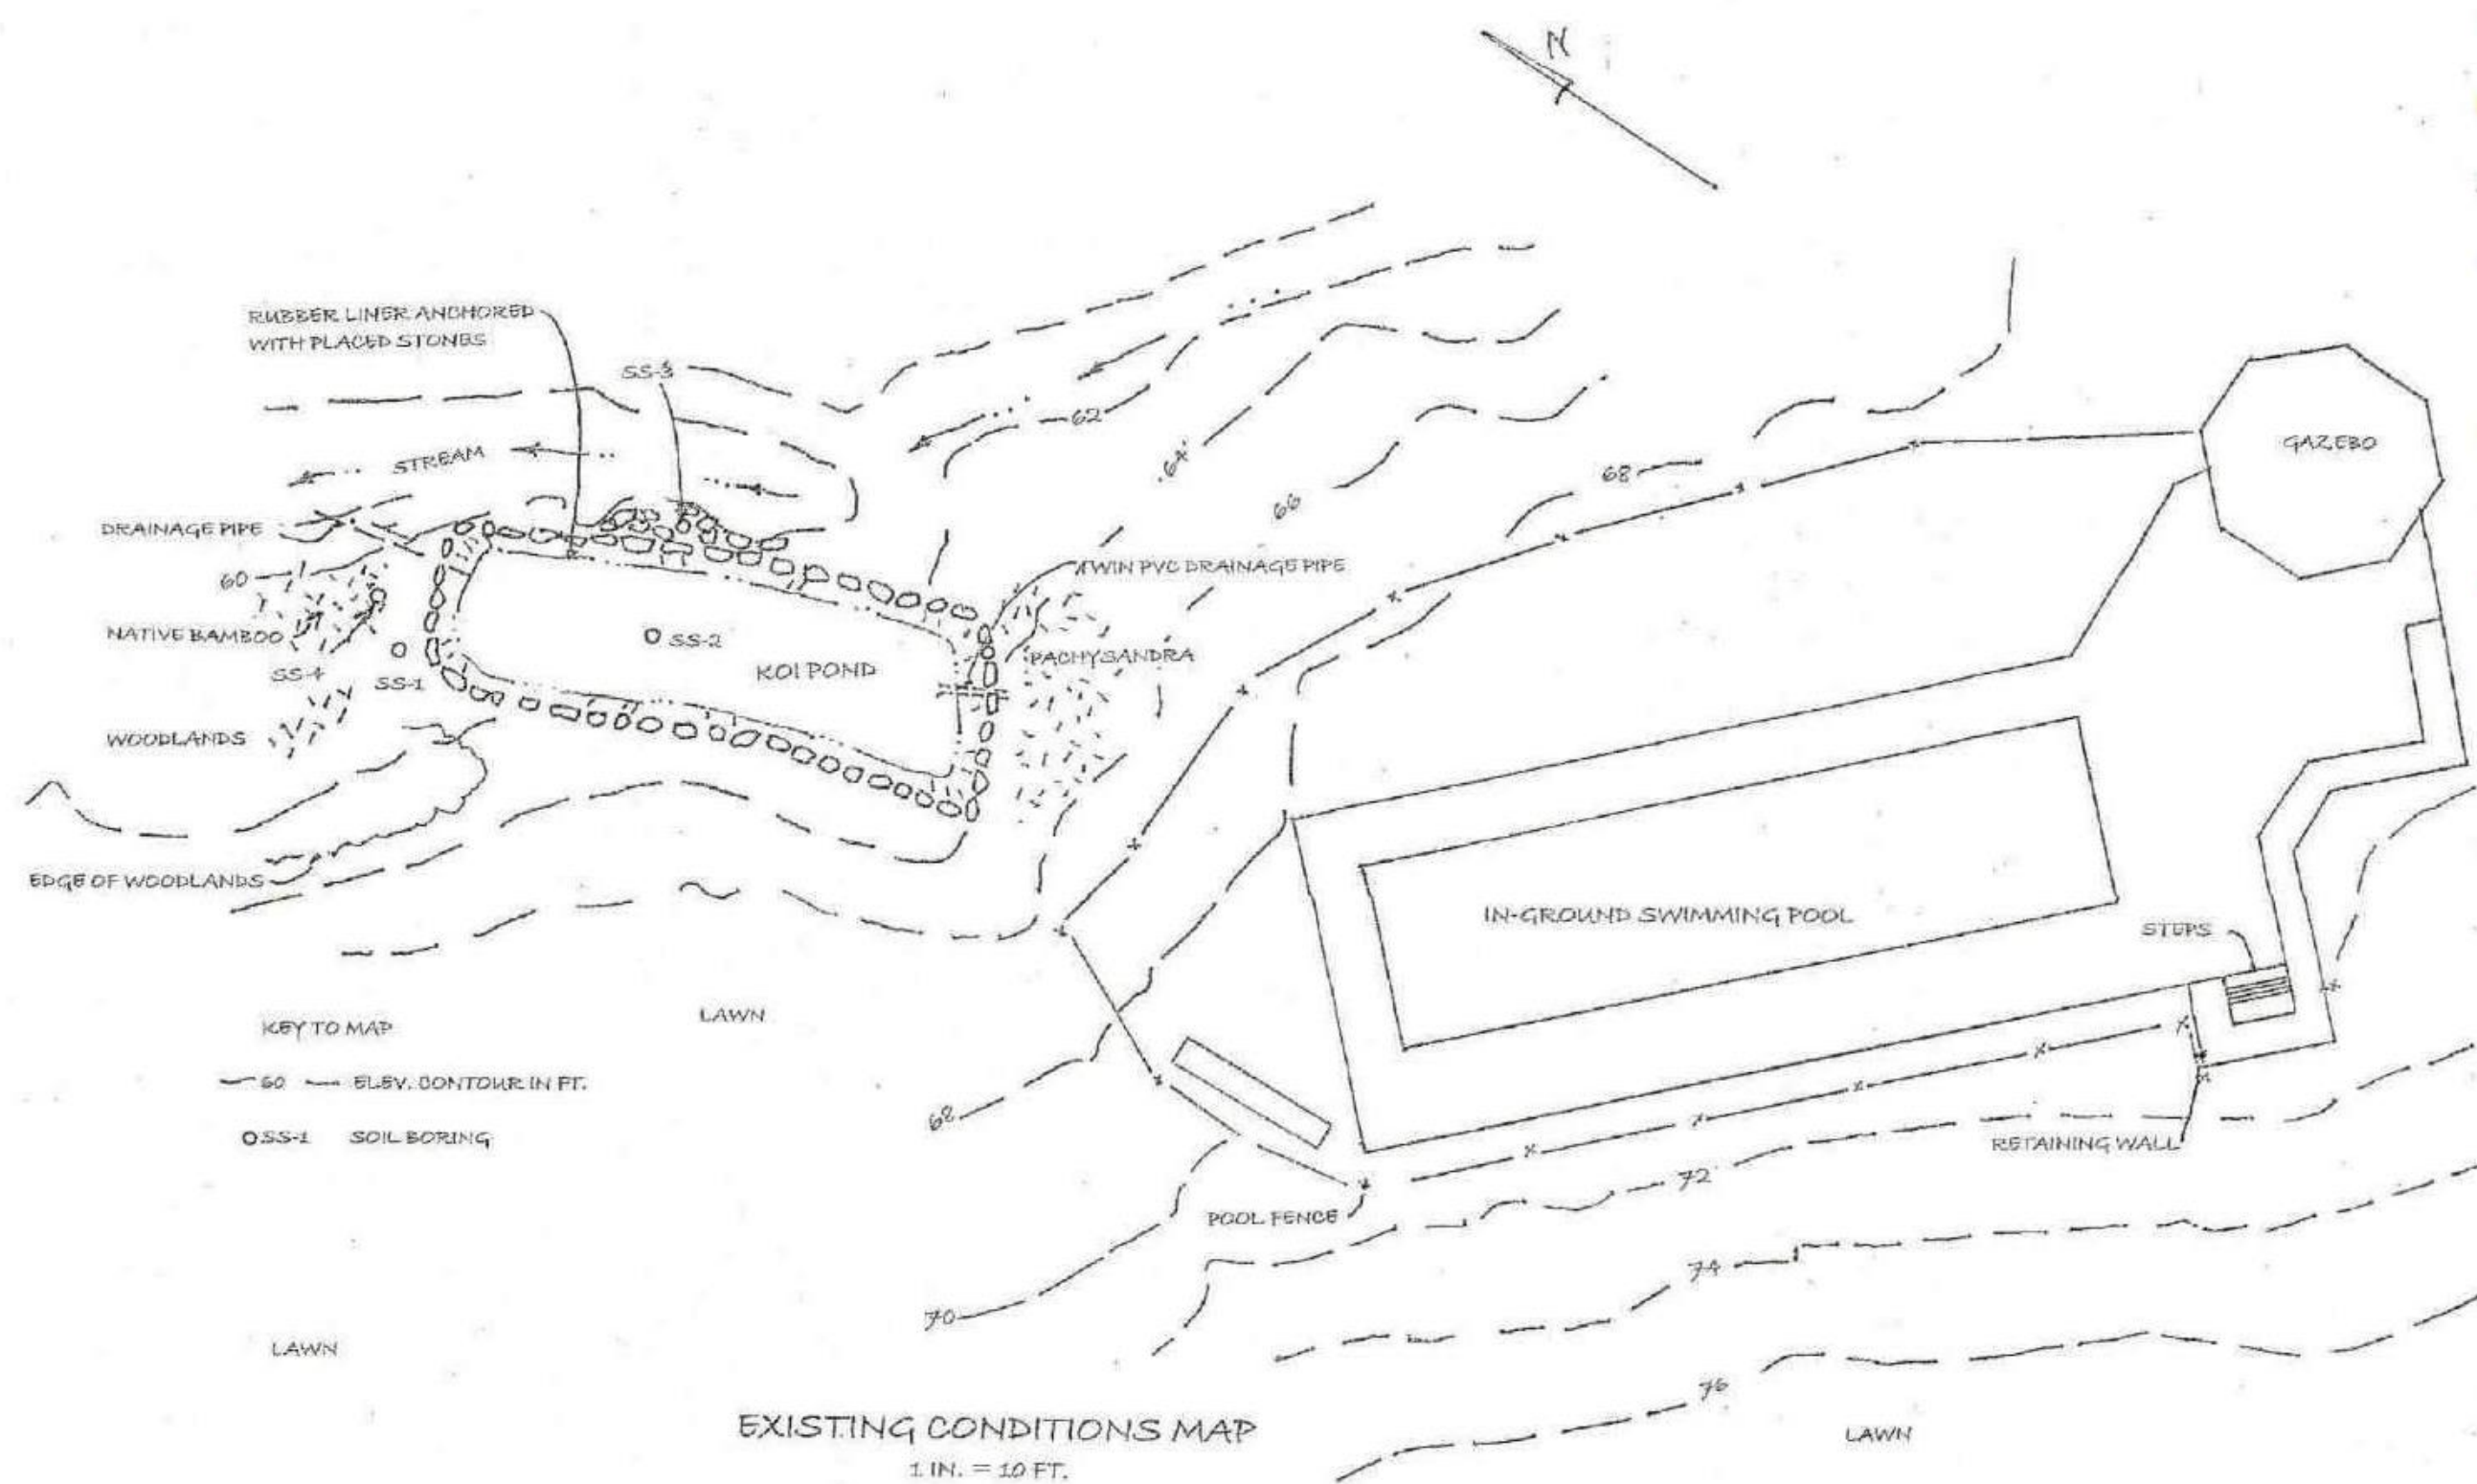 N
RUBBER LINER ANCHORED
WITH PLACED STONES
SS-3
62
GAZEBO
STREAM
64
68
66
DRAINAGE PIPE
60
TWIN PVC DRAINAGE PIPE
NATIVE BAMBOO
SS-2
PACHYSANDRA
SS-4
SS-1
KOI POND
WOODLANDS
EDGE OF WOODLANDS
IN-GROUND SWIMMING POOL
STEPS
KEY TO MAP
LAWN
60 ELEV. CONTOUR IN FT.
68
SS-1 SOIL BORING
RETAINING WALL
72
POOL FENCE
74
70
LAWN
76
EXISTING CONDITIONS MAP
LAWN
1 IN. = 10 FT.